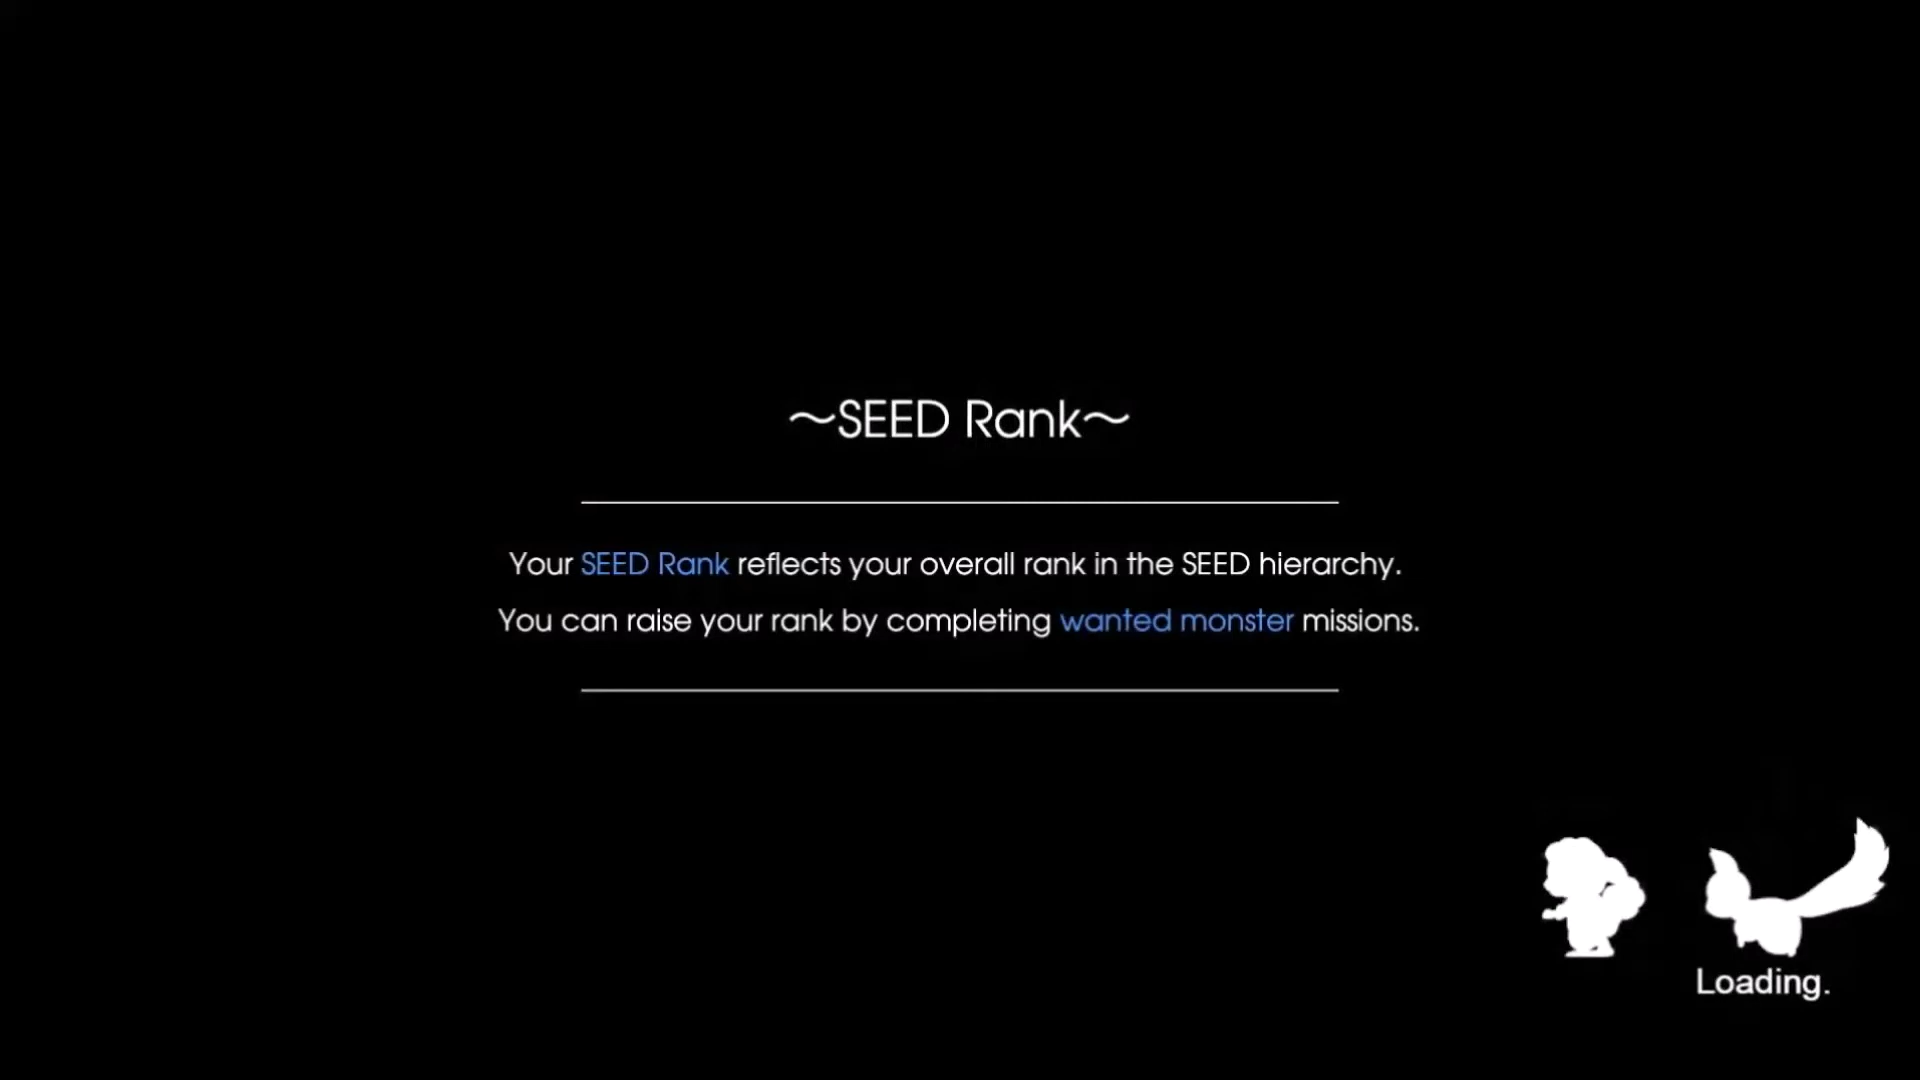 ～SEED Rank～
Your SEED Rank reflects your overall rank in the SEED hierarchy.
You can raise your rank by completing wanted monster missions.
Loading.